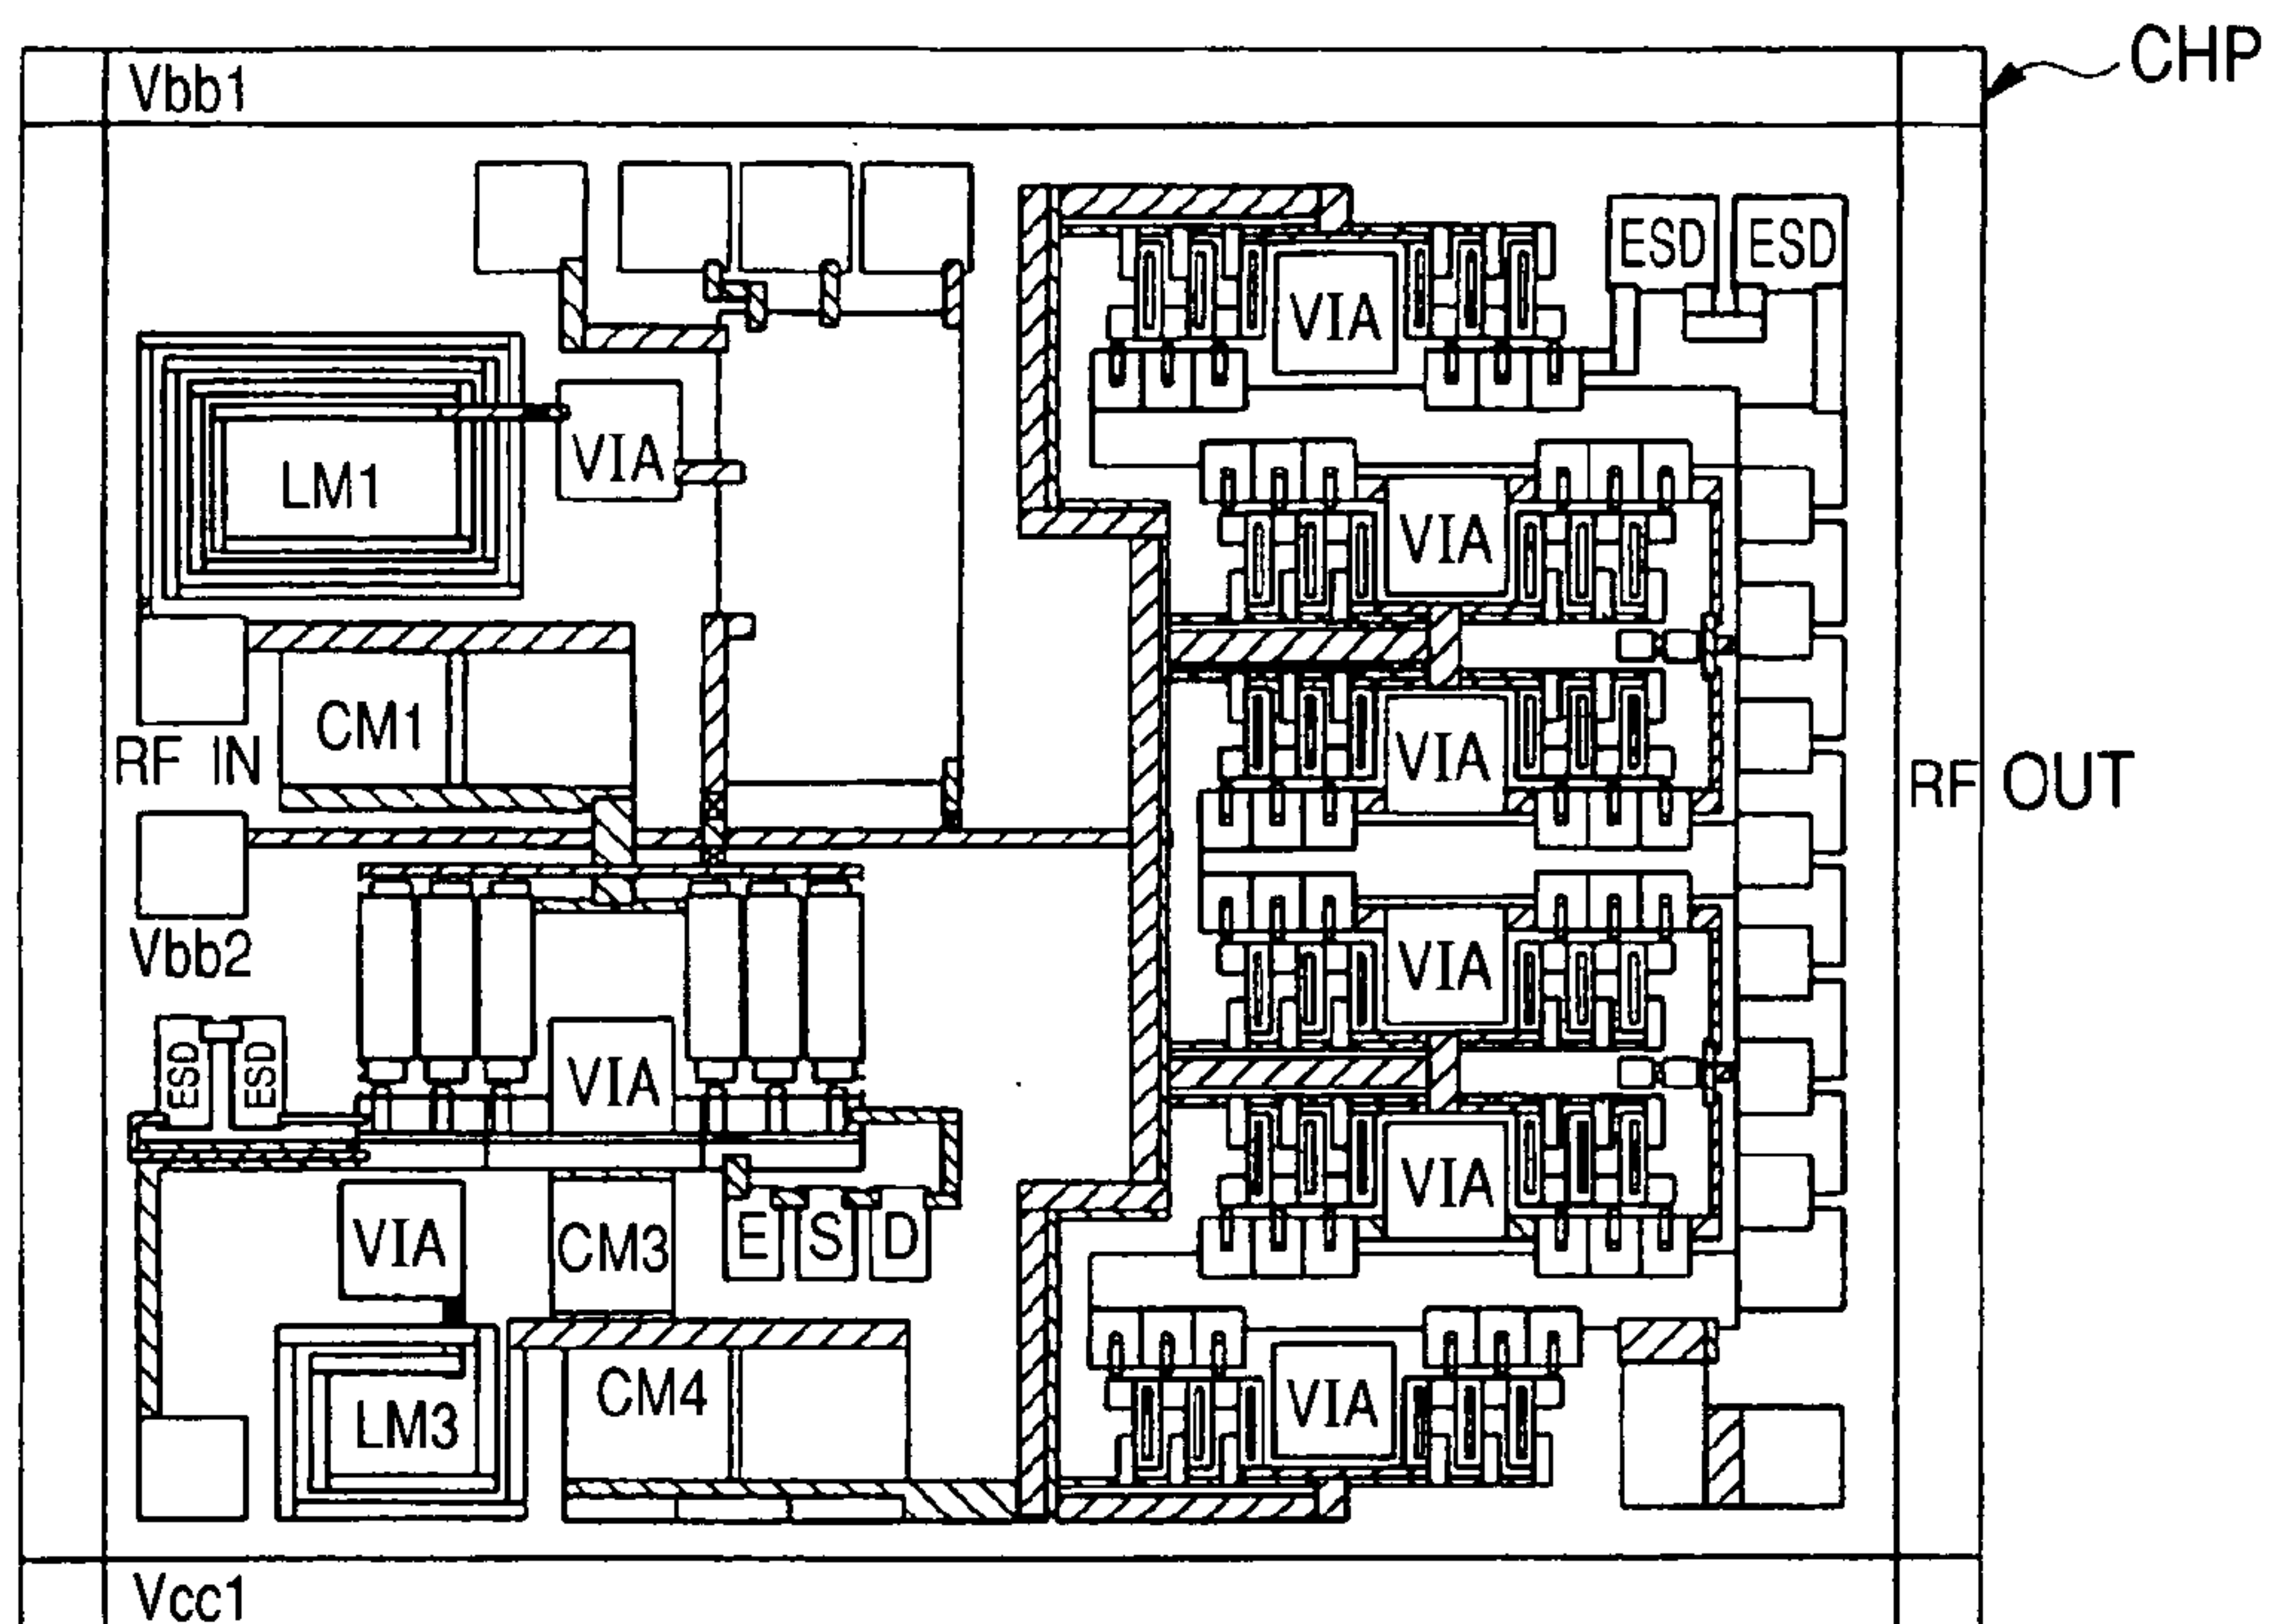 CHP
Vbb1
ESD ESD
VIA
VIA
LM1
VIA
CM1
VIA
RF IN
RF OUT
Vbb2
VIA
ESD ESD
VIA
VIA
VIA
CM3
E S D
CM4
VIA
LM3
Vcc1